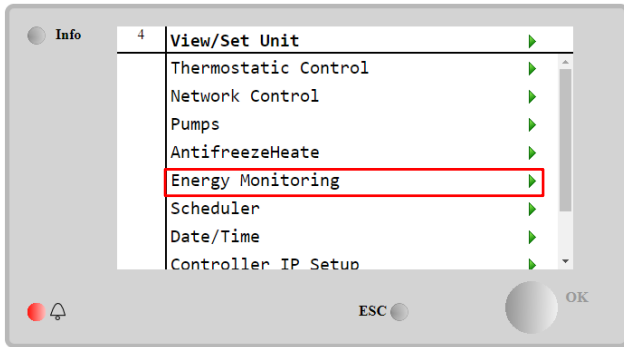 Info
4 View/Set Unit
Thermostatic Control
Network Control
Pumps
AntifreezeHeate
Energy Monitoring
Scheduler
Date/Time
Controller IP Setup
ESC
OK